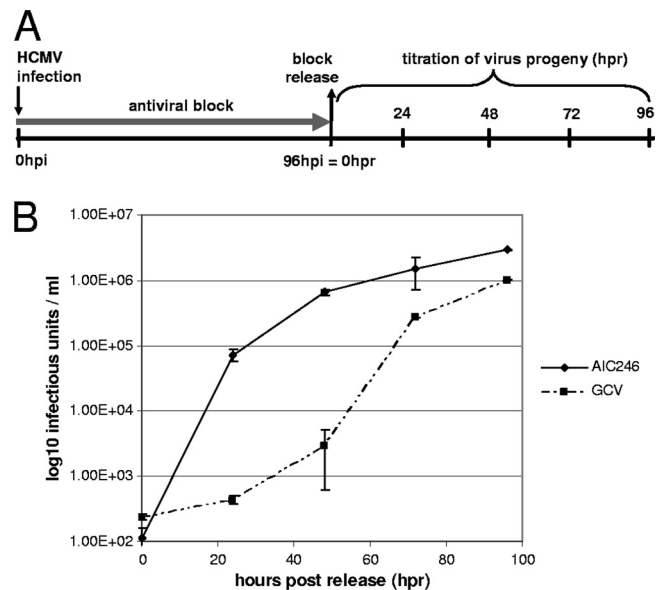 A
HCMV
infection
block
release
titration of virus progeny (hpr)
antiviral block
24
48
72
96
0hpi
96hpi = 0hpr
B
1.00E+07
1.00E+06
1.00E+05
1.00E+04
1.00E+03
1.00E+02
log10 infectious units / ml
0
20
40
60
80
100
hours post release (hpr)
AIC246
GCV